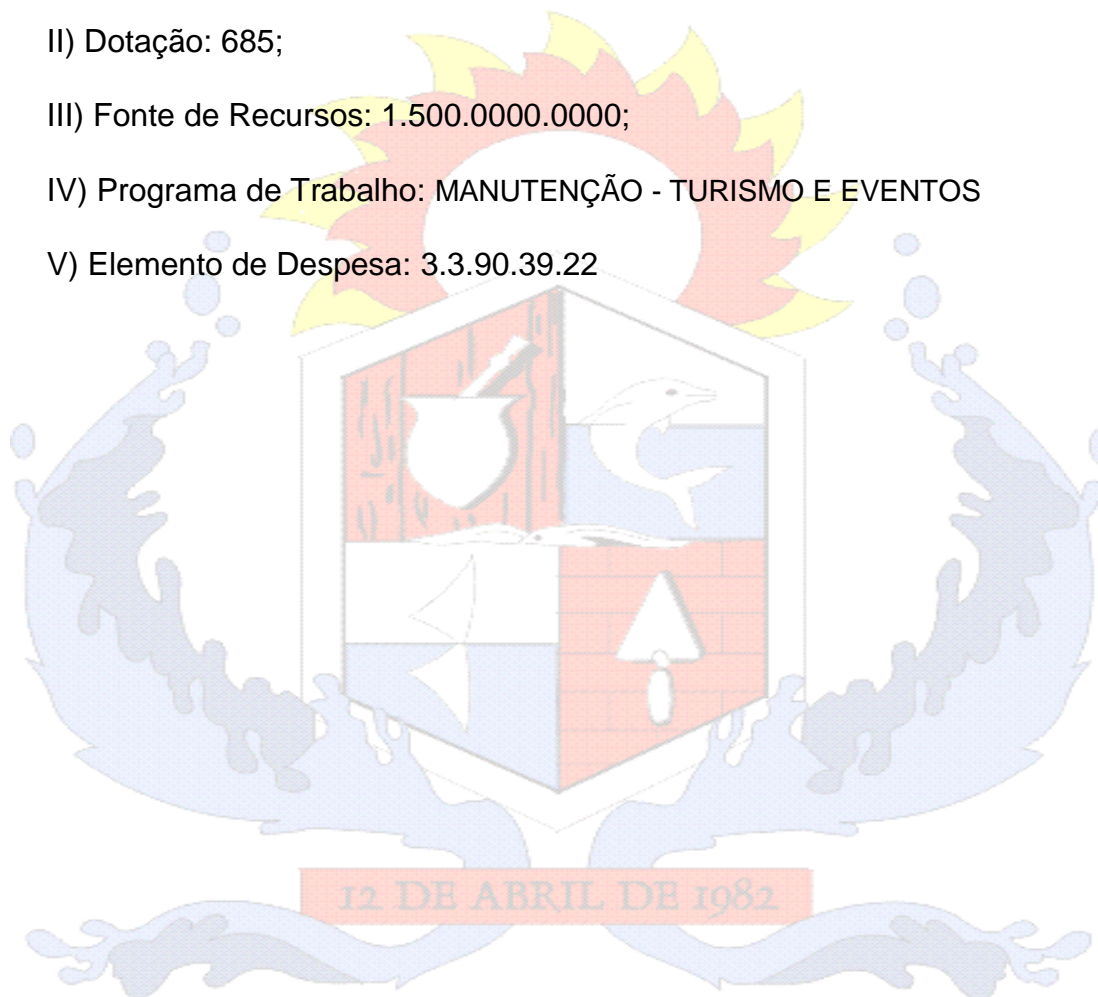 II) Dotação: 685;
III) Fonte de Recursos: 1.500.0000.0000;
IV) Programa de Trabalho: MANUTENÇÃO - TURISMO E EVENTOS
V) Elemento de Despesa: 3.3.90.39.22
12 DE ABRIL DE 1982